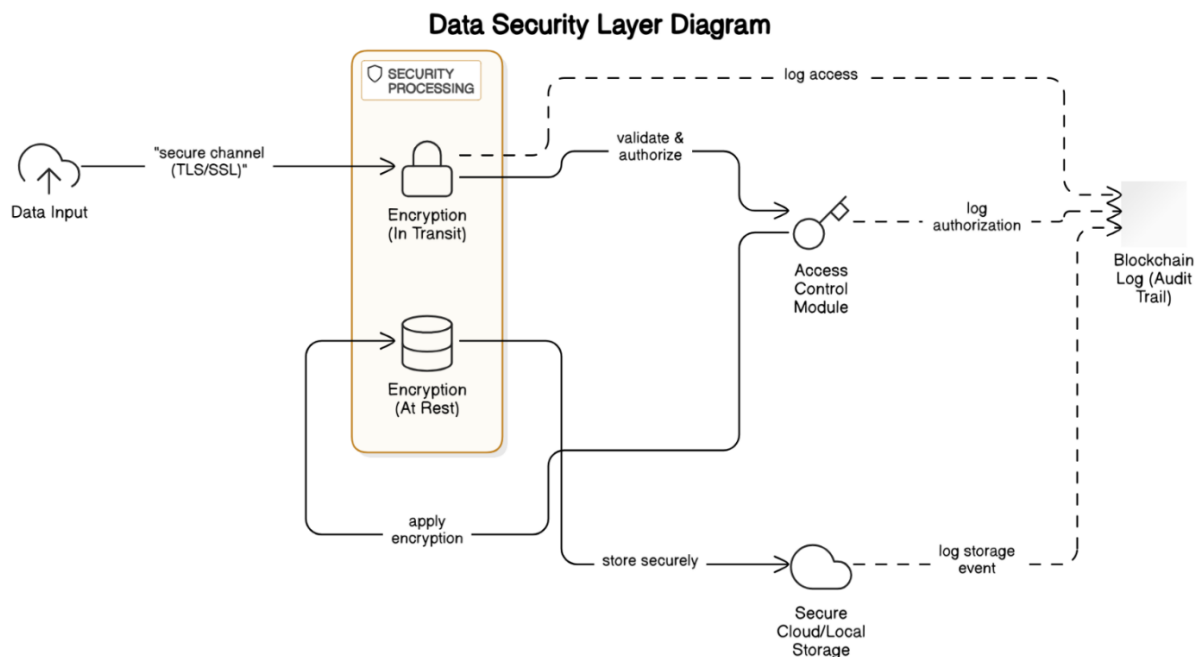 Data Security Layer Diagram
SECURITY
PROCESSING
log access
"secure channel
(TLS/SSL)"
validate &
authorize
Data Input
Encryption
(In Transit)
log
authorization
Access
Control
Module
Blockchain
Log (Audit
Trail)
Encryption
(At Rest)
apply
encryption
store securely
log storage
event
Secure
Cloud/Local
Storage